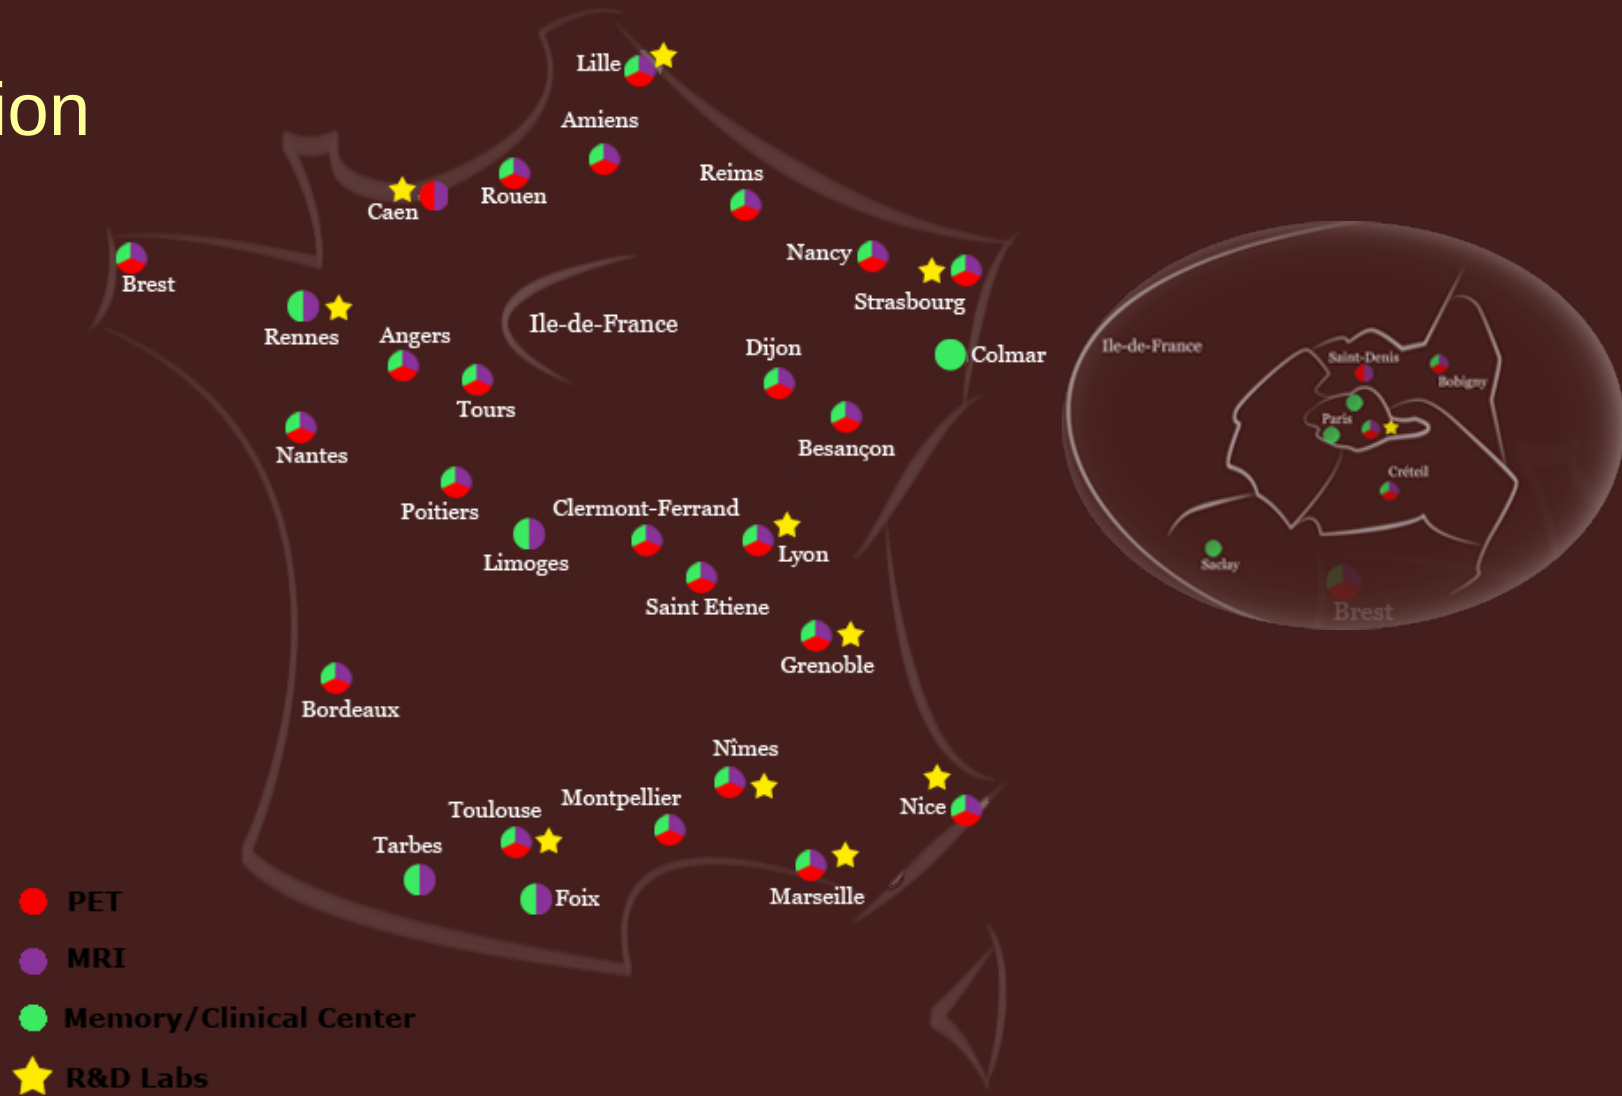 ion
Lille
Amiens
Reims
Rouen
Caen
Nancy
Brest
Strasbourg
Ile-de-France
Rennes
Angers
Dijon
Colmar
Tours
Besançon
Nantes
Poitiers
Clermont-Ferrand
Limoges
Lyon
Saint Etiene
Grenoble
Bordeaux
Nîmes
Montpellier
Nice
Toulouse
Tarbes
Marseille
Foix
Ile-de-France
Saint-Denis
Bobigny
Paris
Créteil
Saclay
Brest
PET
MRI
Memory/Clinical Center
R&D Labs